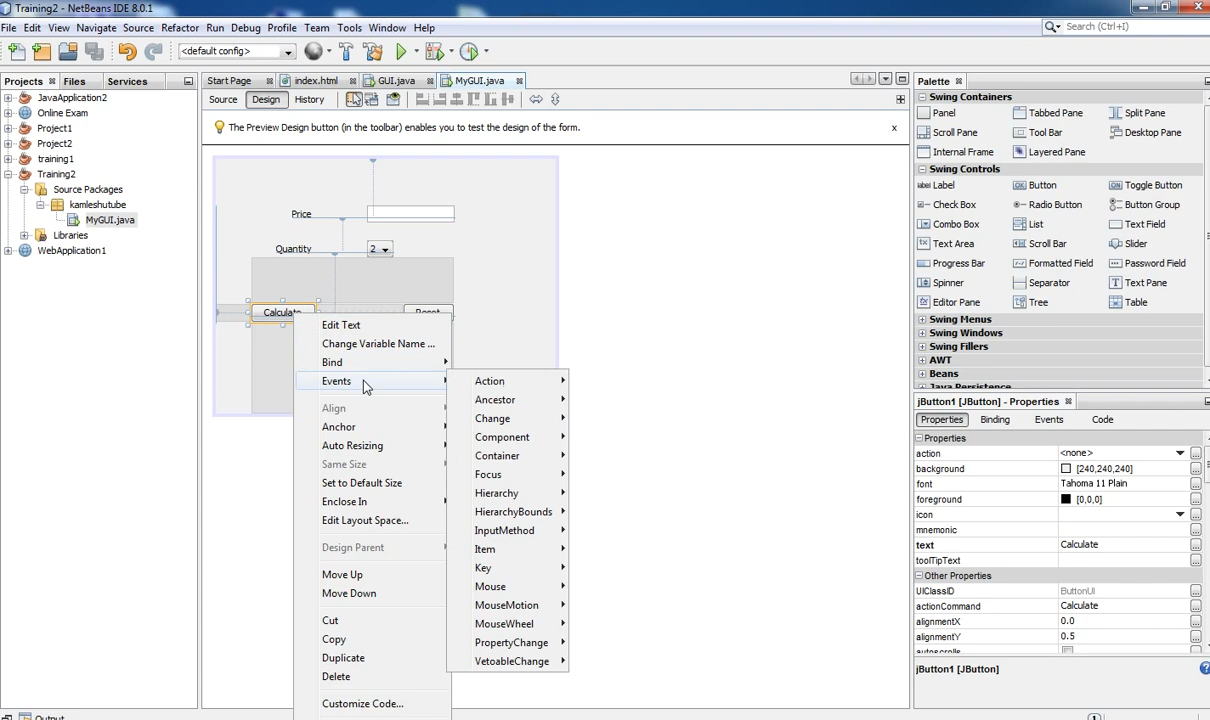 Training2 - NetBeans IDE 8.0.1
File Edit View Navigate Source Refactor Run Debug Profile Team Tools Window Help
Search (Ctrl+I)
<default config>
Projects Files Services
JavaApplication2
Online Exam
Project1
Project2
training1
Training2
Source Packages
kamleshutube
MyGUI.java
Libraries
WebApplication1
Start Page index.html GUI.java MyGUI.java
Source Design History
The Preview Design button (in the toolbar) enables you to test the design of the form. x
Price
Quantity 2
Calculate Reset
Edit Text
Change Variable Name ...
Bind
Events
Align
Anchor
Auto Resizing
Same Size
Set to Default Size
Enclose In
Edit Layout Space...
Design Parent
Move Up
Move Down
Cut
Copy
Duplicate
Delete
Customize Code...
Action
Ancestor
Change
Component
Container
Focus
Hierarchy
HierarchyBounds
InputMethod
Item
Key
Mouse
MouseMotion
MouseWheel
PropertyChange
VetoableChange
Palette
Swing Containers
Panel Tabbed Pane Split Pane
Scroll Pane Tool Bar Desktop Pane
Internal Frame Layered Pane
Swing Controls
Label Button Toggle Button
Check Box Radio Button Button Group
Combo Box List Text Field
Text Area Scroll Bar Slider
Progress Bar Formatted Field Password Field
Spinner Separator Text Pane
Editor Pane Tree Table
Swing Menus
Swing Windows
Swing Fillers
AWT
Beans
Java Persistence
jButton1 [JButton] - Properties
Properties Binding Events Code
Properties
action <none>
background [240,240,240]
font Tahoma 11 Plain
foreground [0,0,0]
icon
mnemonic
text Calculate
toolTipText
Other Properties
UIClassID ButtonUI
actionCommand Calculate
alignmentX 0.0
alignmentY 0.5
autoscrolls
jButton1 [JButton]
Output
1